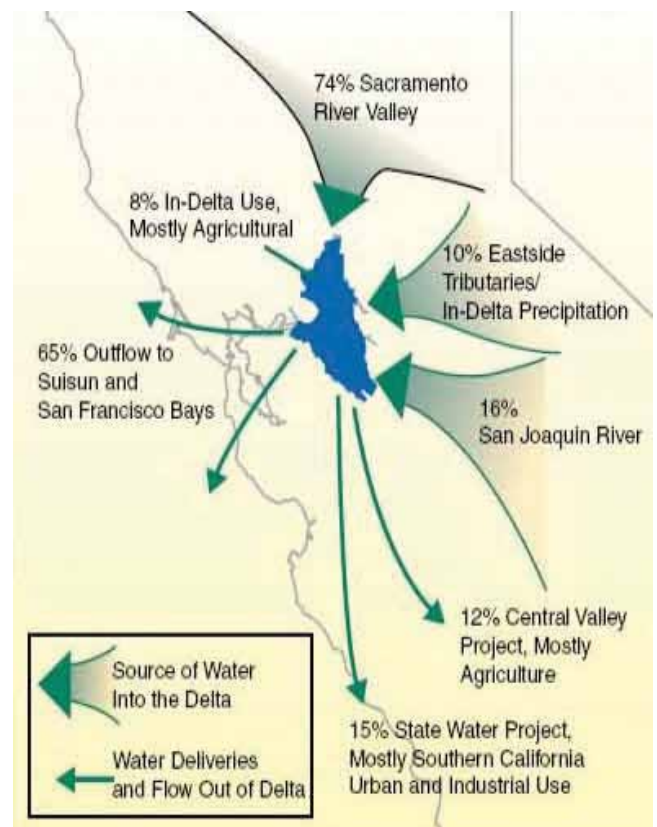 74% Sacramento
River Valley
8% In-Delta Use,
Mostly Agricultural
10% Eastside
Tributaries/
In-Delta Precipitation
65% Outflow to
Suisun and
San Francisco Bays
16%
San Joaquin River
12% Central Valley
Project, Mostly
Agriculture
15% State Water Project,
Mostly Southern California
Urban and Industrial Use
Source of Water
Into the Delta
Water Deliveries
and Flow Out of Delta